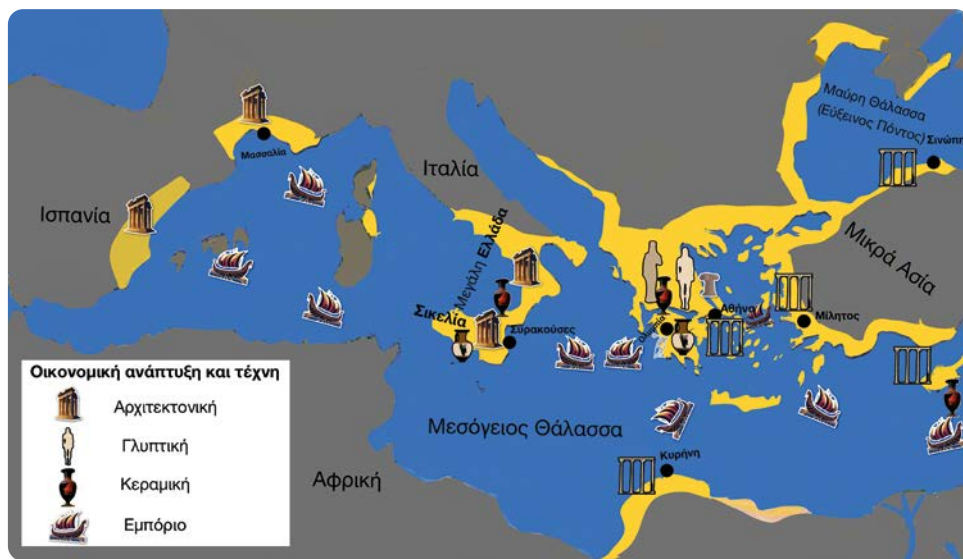 Μαύρη Θάλασσα
(Εύξεινος Πόντος)
Σινώπη
Μασσαλία
Ιταλία
Ισπανία
Μεγάλη Ελλάδα
Μικρά Ασία
Σικελία
Συρακούσες
Αθήνα
Μίλητος
Οικονομική ανάπτυξη και τέχνη
Αρχιτεκτονική
Γλυπτική
Κεραμική
Εμπόριο
Μεσόγειος Θάλασσα
Κυρήνη
Αφρική